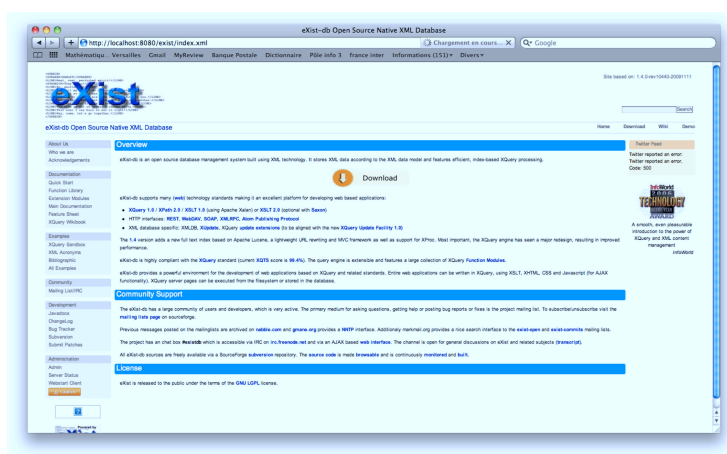 eXist-db Open Source Native XML Database
http://localhost:8080/exist/index.xml
Chargement en cours...
Google
Mathématiqu... Versailles Gmail MyReview Banque Postale Dictionnaire Pôle info 3 france inter Informations (151) Divers
eXist
Site based on: 1.4.0-rev10440-20091111
Search
eXist-db Open Source Native XML Database
Home Download Wiki Demo
About Us
Who we are
Acknowledgements
Documentation
Quick Start
Function Library
Extension Modules
Main Documentation
Feature Sheet
XQuery Wikibook
Examples
XQuery Sandbox
XML Acronyms
Bibliographic
All Examples
Community
Mailing List/IRC
Development
Javadocs
ChangeLog
Bug Tracker
Subversion
Submit Patches
Administration
Admin
Server Status
Webstart Client
Powered by
Overview
eXist-db is an open source database management system built using XML technology. It stores XML data according to the XML data model and features efficient, index-based XQuery processing.
Download
eXist-db supports many (web) technology standards making it an excellent platform for developing web based applications:
XQuery 1.0 / XPath 2.0 / XSLT 1.0 (using Apache Xalan) or XSLT 2.0 (optional with Saxon)
HTTP interfaces: REST, WebDAV, SOAP, XMLRPC, Atom Publishing Protocol
XML database specific: XMLDB, XUpdate, XQuery update extensions (to be aligned with the new XQuery Update Facility 1.0)
The 1.4 version adds a new full text index based on Apache Lucene, a lightweight URL rewriting and MVC framework as well as support for XProc. Most important, the XQuery engine has seen a major redesign, resulting in improved
performance.
eXist-db is highly compliant with the XQuery standard (current XQTS score is 99.4%). The query engine is extensible and features a large collection of XQuery Function Modules.
eXist-db provides a powerful environment for the development of web applications based on XQuery and related standards. Entire web applications can be written in XQuery, using XSLT, XHTML, CSS and Javascript (for AJAX
functionality). XQuery server pages can be executed from the filesystem or stored in the database.
Community Support
The eXist-db has a large community of users and developers, which is very active. The primary medium for asking questions, getting help or posting bug reports or fixes is the project mailing list. To subscribe/unsubscribe visit the
mailing lists page on sourceforge.
Previous messages posted on the mailinglists are archived on nabble.com and gmane.org provides a NNTP interface. Additionary markmail.org provides a nice search interface to the exist-open and exist-commits mailing lists.
The project has an chat box #existdb which is accessible via IRC on irc.freenode.net and via an AJAX based web interface. The channel is open for general discussions on eXist and related subjects (transcript).
All eXist-db sources are freely available via a SourceForge subversion repository. The source code is made browsable and is continuously monitored and built.
License
eXist is released to the public under the terms of the GNU LGPL license.
Twitter Feed
Twitter reported an error.
Twitter reported an error.
Code: 500
InfoWorld
2006
TECHNOLOGY
AWARD
A smooth, even pleasurable
introduction to the power of
XQuery and XML content
management
InfoWorld